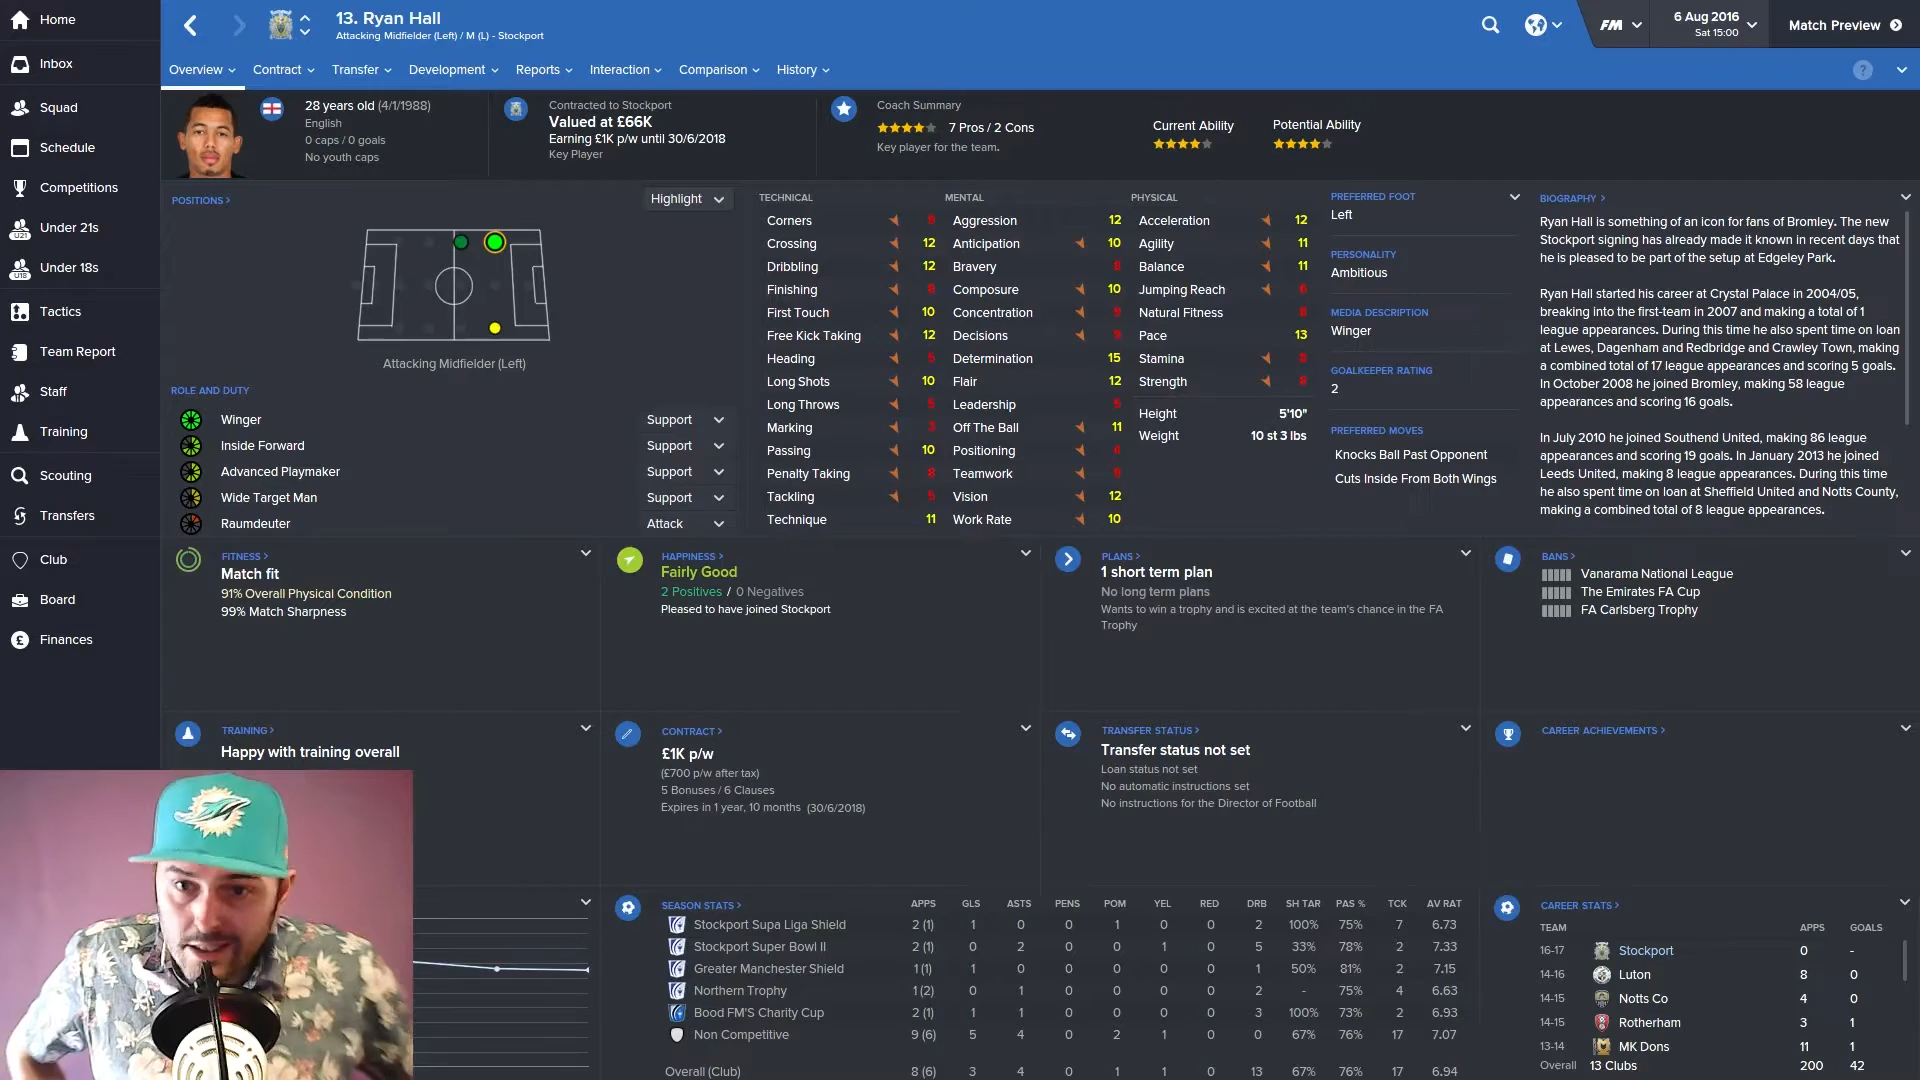 Home
Inbox
Squad
Schedule
Competitions
Under 21s
Under 18s
Tactics
Team Report
Staff
Training
Scouting
Transfers
Club
Board
Finances
13. Ryan Hall
Attacking Midfielder (Left) / M (L) - Stockport
FM
6 Aug 2016
Sat 15:00
Match Preview
Overview
Contract
Transfer
Development
Reports
Interaction
Comparison
History
?
28 years old (4/1/1988)
English
0 caps / 0 goals
No youth caps
Contracted to Stockport
Valued at £66K
Earning £1K p/w until 30/6/2018
Key Player
Coach Summary
7 Pros / 2 Cons
Key player for the team.
Current Ability
Potential Ability
POSITIONS >
Highlight
Attacking Midfielder (Left)
ROLE AND DUTY
Winger Support
Inside Forward Support
Advanced Playmaker Support
Wide Target Man Support
Raumdeuter Attack
TECHNICAL
Corners
Crossing 12
Dribbling 12
Finishing
First Touch 10
Free Kick Taking 12
Heading
Long Shots 10
Long Throws
Marking
Passing 10
Penalty Taking
Tackling
Technique 11
MENTAL
Aggression 12
Anticipation 10
Bravery
Composure 10
Concentration
Decisions
Determination 15
Flair 12
Leadership
Off The Ball 11
Positioning
Teamwork
Vision 12
Work Rate 10
PHYSICAL
Acceleration 12
Agility 11
Balance 11
Jumping Reach
Natural Fitness
Pace 13
Stamina
Strength
Height 5'10"
Weight 10 st 3 lbs
PREFERRED FOOT
Left
PERSONALITY
Ambitious
MEDIA DESCRIPTION
Winger
GOALKEEPER RATING
2
PREFERRED MOVES
Knocks Ball Past Opponent
Cuts Inside From Both Wings
BIOGRAPHY >
Ryan Hall is something of an icon for fans of Bromley. The new
Stockport signing has already made it known in recent days that
he is pleased to be part of the setup at Edgeley Park.
Ryan Hall started his career at Crystal Palace in 2004/05,
breaking into the first-team in 2007 and making a total of 1
league appearances. During this time he also spent time on loan
at Lewes, Dagenham and Redbridge and Crawley Town, making
a combined total of 17 league appearances and scoring 5 goals.
In October 2008 he joined Bromley, making 58 league
appearances and scoring 16 goals.
In July 2010 he joined Southend United, making 86 league
appearances and scoring 19 goals. In January 2013 he joined
Leeds United, making 8 league appearances. During this time
he also spent time on loan at Sheffield United and Notts County,
making a combined total of 8 league appearances.
FITNESS >
Match fit
91% Overall Physical Condition
99% Match Sharpness
HAPPINESS >
Fairly Good
2 Positives / 0 Negatives
Pleased to have joined Stockport
PLANS >
1 short term plan
No long term plans
Wants to win a trophy and is excited at the team's chance in the FA
Trophy
BANS >
Vanarama National League
The Emirates FA Cup
FA Carlsberg Trophy
TRAINING >
Happy with training overall
CONTRACT >
£1K p/w
(£700 p/w after tax)
5 Bonuses / 6 Clauses
Expires in 1 year, 10 months (30/6/2018)
TRANSFER STATUS >
Transfer status not set
Loan status not set
No automatic instructions set
No instructions for the Director of Football
CAREER ACHIEVEMENTS >
SEASON STATS > APPS GLS ASTS PENS POM YEL RED DRB SH TAR PAS % TCK AV RAT
Stockport Supa Liga Shield 2 (1) 1 0 0 1 0 0 2 100% 75% 7 6.73
Stockport Super Bowl II 2 (1) 0 2 0 0 1 0 5 33% 78% 2 7.33
Greater Manchester Shield 1 (1) 1 0 0 0 0 0 1 50% 81% 2 7.15
Northern Trophy 1 (2) 0 1 0 0 0 0 2 - 75% 4 6.63
Bood FM'S Charity Cup 2 (1) 1 1 0 0 0 0 3 100% 73% 2 6.93
Non Competitive 9 (6) 5 4 0 2 1 0 0 67% 76% 17 7.07
Overall (Club) 8 (6) 3 4 0 1 1 0 13 67% 76% 17 6.94
CAREER STATS >
TEAM APPS GOALS
16-17 Stockport 0 -
14-16 Luton 8 0
14-15 Notts Co 4 0
14-15 Rotherham 3 1
13-14 MK Dons 11 1
Overall 13 Clubs 200 42